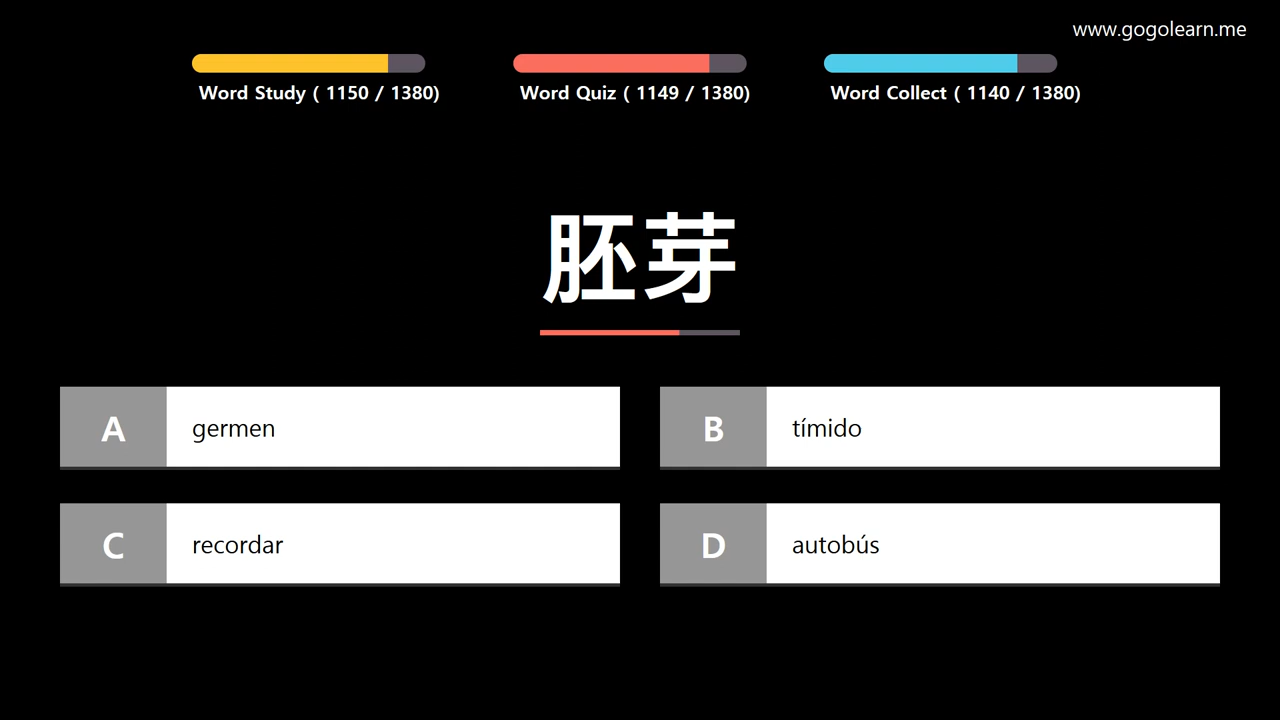 www.gogolearn.me
Word Study ( 1150 / 1380)
Word Quiz ( 1149 / 1380)
Word Collect ( 1140 / 1380)
胚芽
A germen
B tímido
C recordar
D autobús